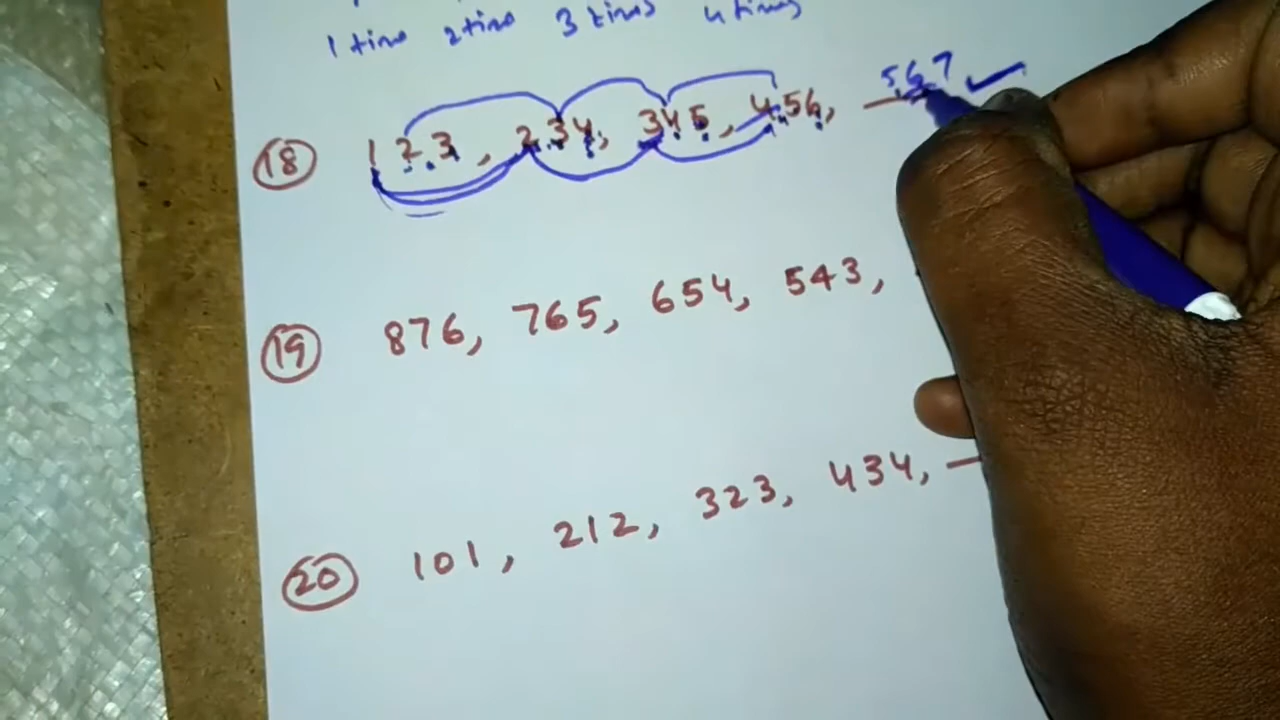 1 time 2 time 3 times 4 times
567
18 123, 234, 345, 456,
19 876, 765, 654, 543,
20 101, 212, 323, 434,